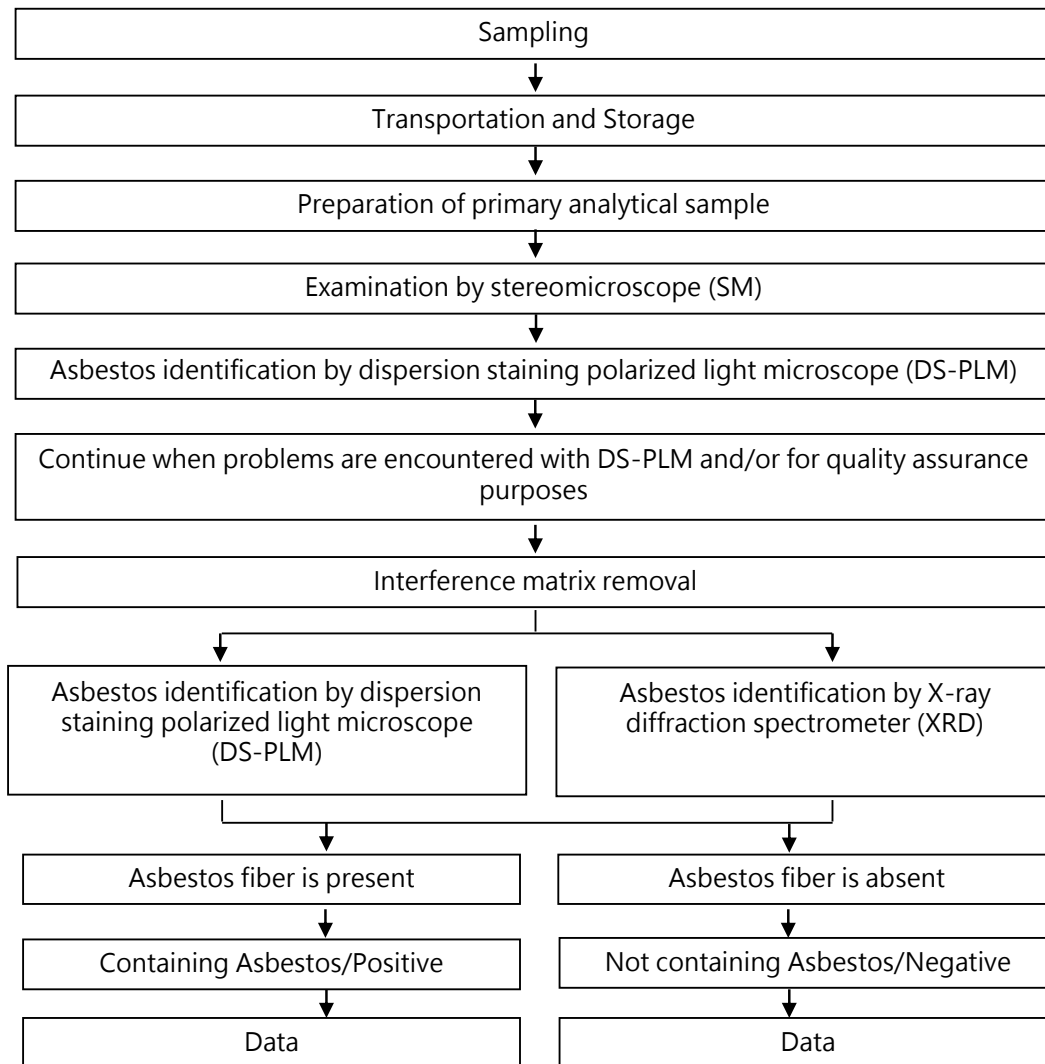 Sampling
Transportation and Storage
Preparation of primary analytical sample
Examination by stereomicroscope (SM)
Asbestos identification by dispersion staining polarized light microscope (DS-PLM)
Continue when problems are encountered with DS-PLM and/or for quality assurance
purposes
Interference matrix removal
Asbestos identification by dispersion
staining polarized light microscope
(DS-PLM)
Asbestos identification by X-ray
diffraction spectrometer (XRD)
Asbestos fiber is present
Asbestos fiber is absent
Containing Asbestos/Positive
Not containing Asbestos/Negative
Data
Data